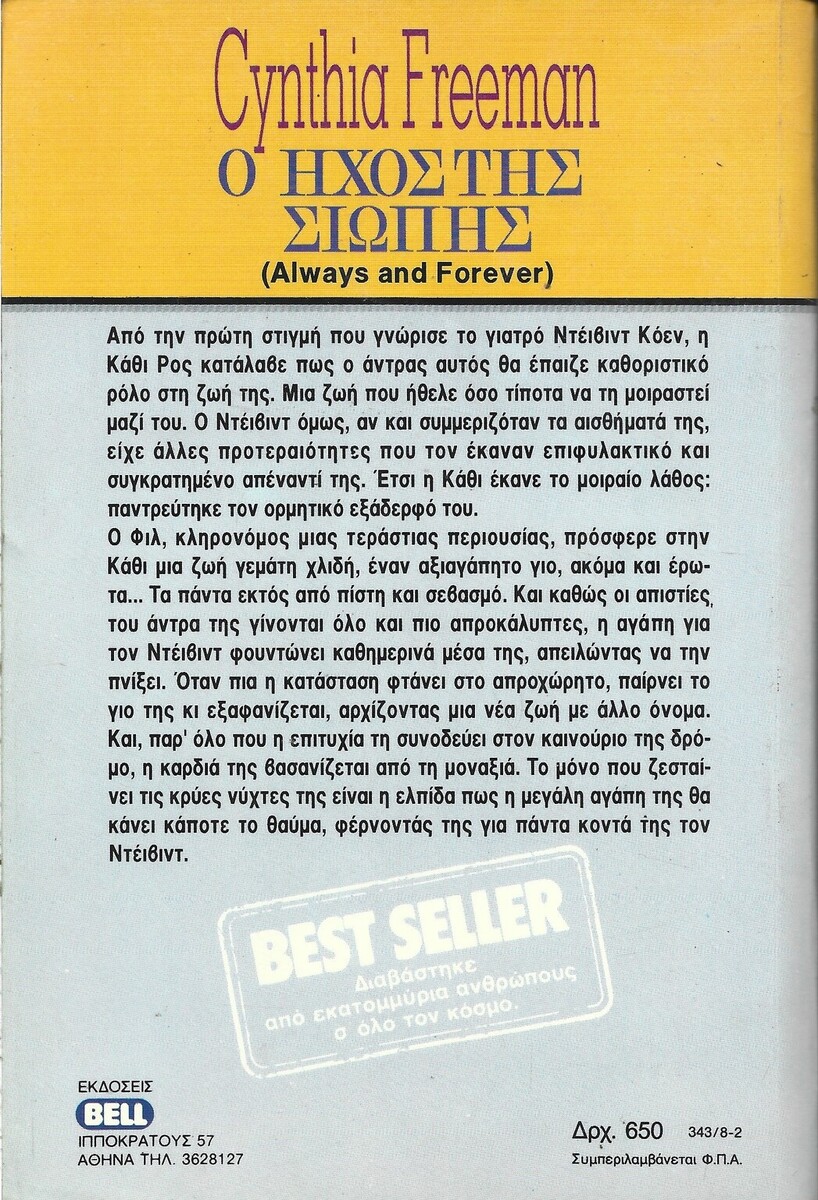 Cynthia Freeman
Ο ΗΧΟΣ ΤΗΣ
ΣΙΩΠΗΣ
(Always and Forever)
Από την πρώτη στιγμή που γνώρισε το γιατρό Ντέιβιντ Κόεν, η
Κάθι Ρος κατάλαβε πως ο άντρας αυτός θα έπαιζε καθοριστικό
ρόλο στη ζωή της. Μια ζωή που ήθελε όσο τίποτα να τη μοιραστεί
μαζί του. Ο Ντέιβιντ όμως, αν και συμμεριζόταν τα αισθήματά της,
είχε άλλες προτεραιότητες που τον έκαναν επιφυλακτικό και
συγκρατημένο απέναντί της. Έτσι η Κάθι έκανε το μοιραίο λάθος:
παντρεύτηκε τον ορμητικό εξάδερφό του.
Ο Φιλ, κληρονόμος μιας τεράστιας περιουσίας, πρόσφερε στην
Κάθι μια ζωή γεμάτη χλιδή, έναν αξιαγάπητο γιο, ακόμα και έρω-
τα... Τα πάντα εκτός από πίστη και σεβασμό. Και καθώς οι απιστίες
του άντρα της γίνονται όλο και πιο απροκάλυπτες, η αγάπη για
τον Ντέιβιντ φουντώνει καθημερινά μέσα της, απειλώντας να την
πνίξει. Όταν πια η κατάσταση φτάνει στο απροχώρητο, παίρνει το
γιο της κι εξαφανίζεται, αρχίζοντας μια νέα ζωή με άλλο όνομα.
Και, παρ' όλο που η επιτυχία τη συνοδεύει στον καινούριο της δρό-
μο, η καρδιά της βασανίζεται από τη μοναξιά. Το μόνο που ζεσταί-
νει τις κρύες νύχτες της είναι η ελπίδα πως η μεγάλη αγάπη της θα
κάνει κάποτε το θαύμα, φέρνοντάς της για πάντα κοντά της τον
Ντέιβιντ.
BEST SELLER
Διαβάστηκε
από εκατομμύρια ανθρώπους
σ όλο τον κόσμο.
ΕΚΔΟΣΕΙΣ
BELL
ΙΠΠΟΚΡΑΤΟΥΣ 57
ΑΘΗΝΑ ΤΗΛ. 3628127
Δρχ. 650 343/8-2
Συμπεριλαμβάνεται Φ.Π.Α.